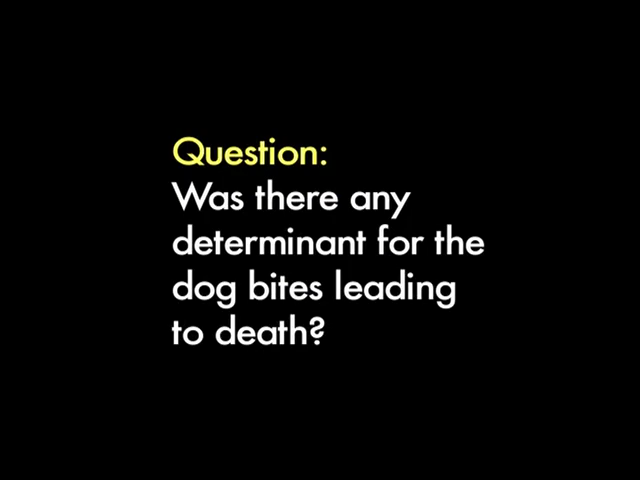 Question:
Was there any
determinant for the
dog bites leading
to death?